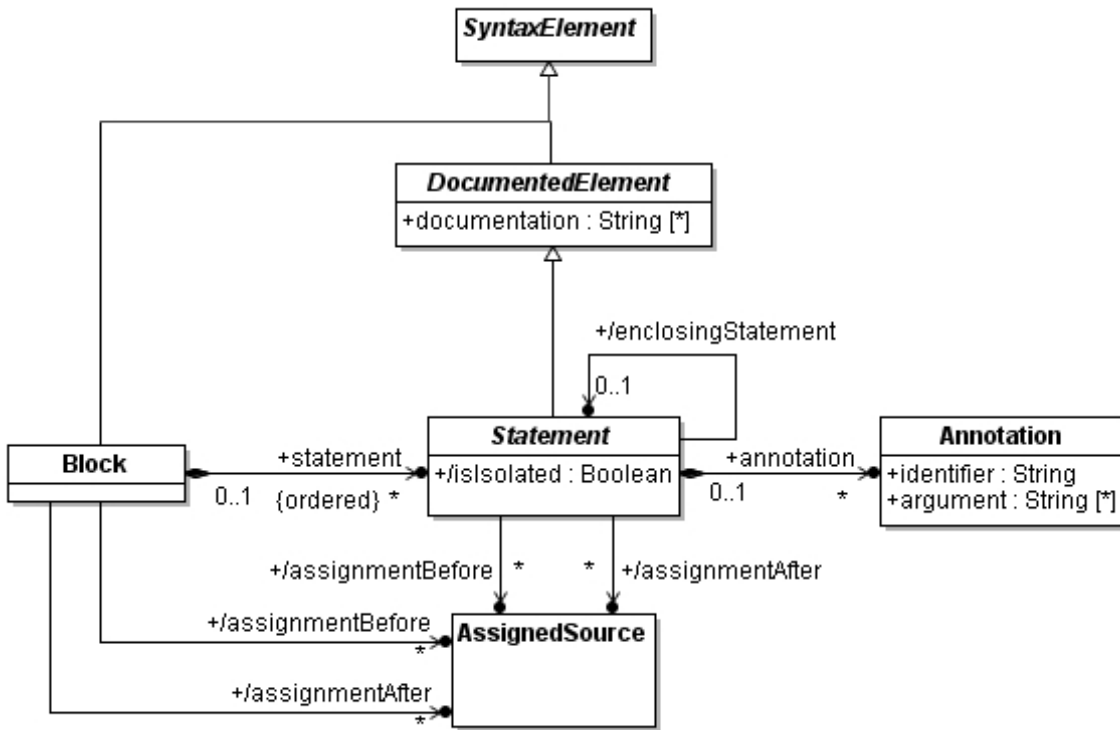 SyntaxElement
DocumentedElement
+documentation : String [*]
+/enclosingStatement
0..1
Statement
+/isIsolated : Boolean
Block
+statement
0..1
{ordered} *
+annotation
0..1
*
Annotation
+identifier : String
+argument : String [*]
+/assignmentBefore * * +/assignmentAfter
AssignedSource
+/assignmentBefore
*
+/assignmentAfter
*